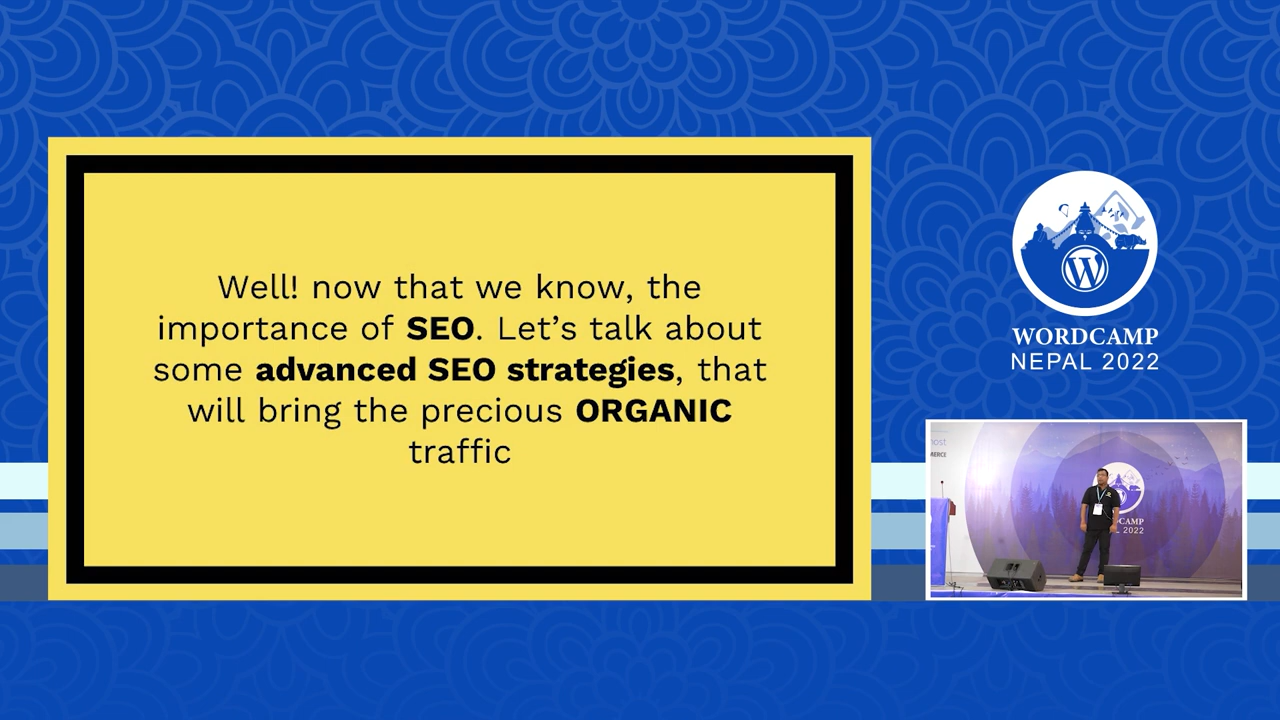 Well! now that we know, the
importance of SEO. Let’s talk about
some advanced SEO strategies, that
will bring the precious ORGANIC
traffic
WORDCAMP
NEPAL 2022